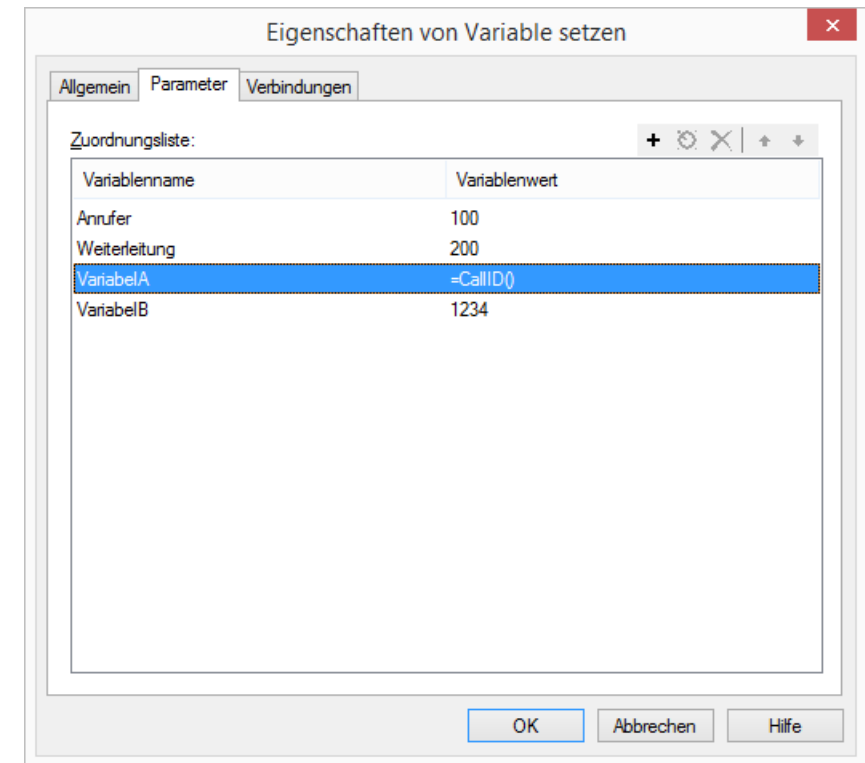 Eigenschaften von Variable setzen
Allgemein Parameter Verbindungen
Zuordnungsliste:
Variablenname Variablenwert
Anrufer 100
Weiterleitung 200
VariabelA =CallID()
VariabelB 1234
OK Abbrechen Hilfe